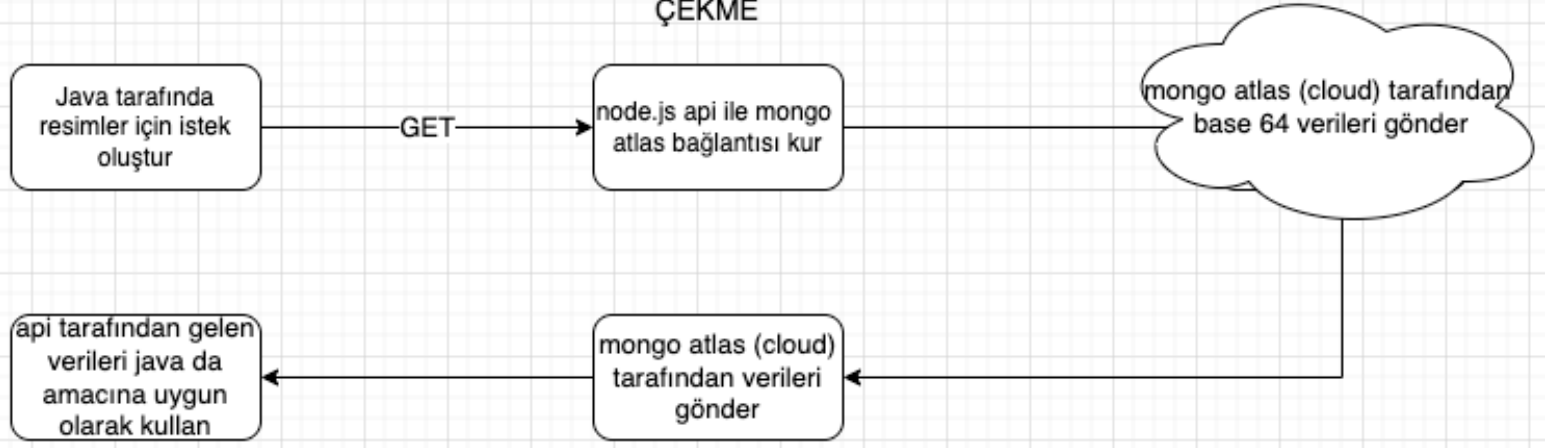 ÇEKME
Java tarafında
resimler için istek
oluştur
GET
node.js api ile mongo
atlas bağlantısı kur
mongo atlas (cloud) tarafından
base 64 verileri gönder
api tarafından gelen
verileri java da
amacına uygun
olarak kullan
mongo atlas (cloud)
tarafından verileri
gönder